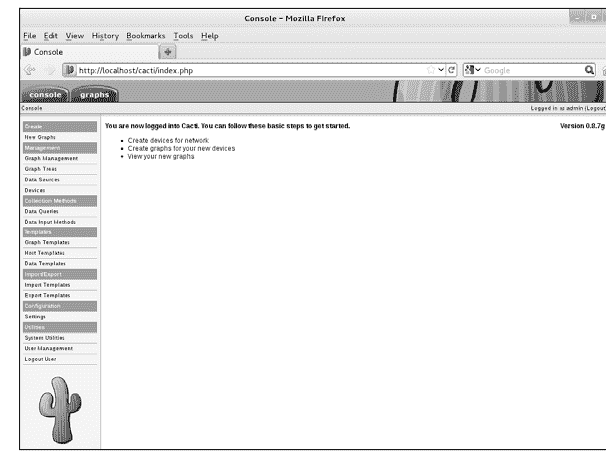 Console - Mozilla Firefox
File Edit View History Bookmarks Tools Help
Console
http://localhost/cacti/index.php
Google
console graphs
Console
Logged in as admin (Logout
Create
New Graphs
Management
Graph Management
Graph Trees
Data Sources
Devices
Collection Methods
Data Queries
Data Input Methods
Templates
Graph Templates
Host Templates
Data Templates
Import/Export
Import Templates
Export Templates
Configuration
Settings
Utilities
System Utilities
User Management
Logout User
You are now logged into Cacti. You can follow these basic steps to get started.
Version 0.8.7g
• Create devices for network
• Create graphs for your new devices
• View your new graphs